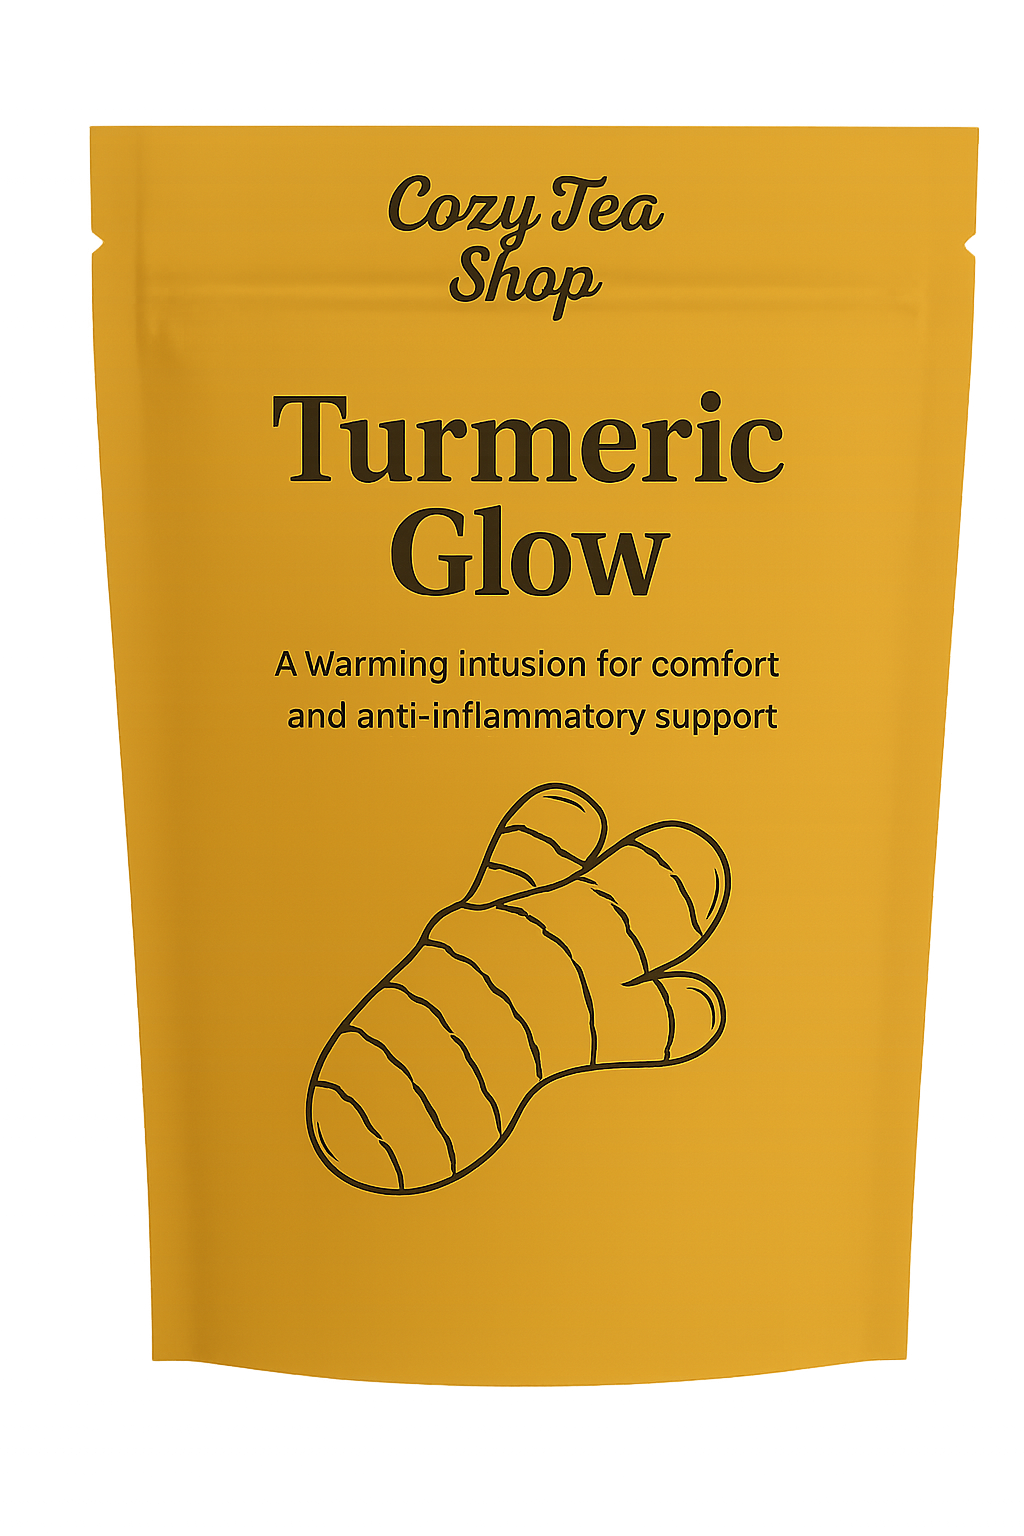 Cozy Tea
Shop
Turmeric
Glow
A Warming intusion for comfort
and anti-inflammatory support